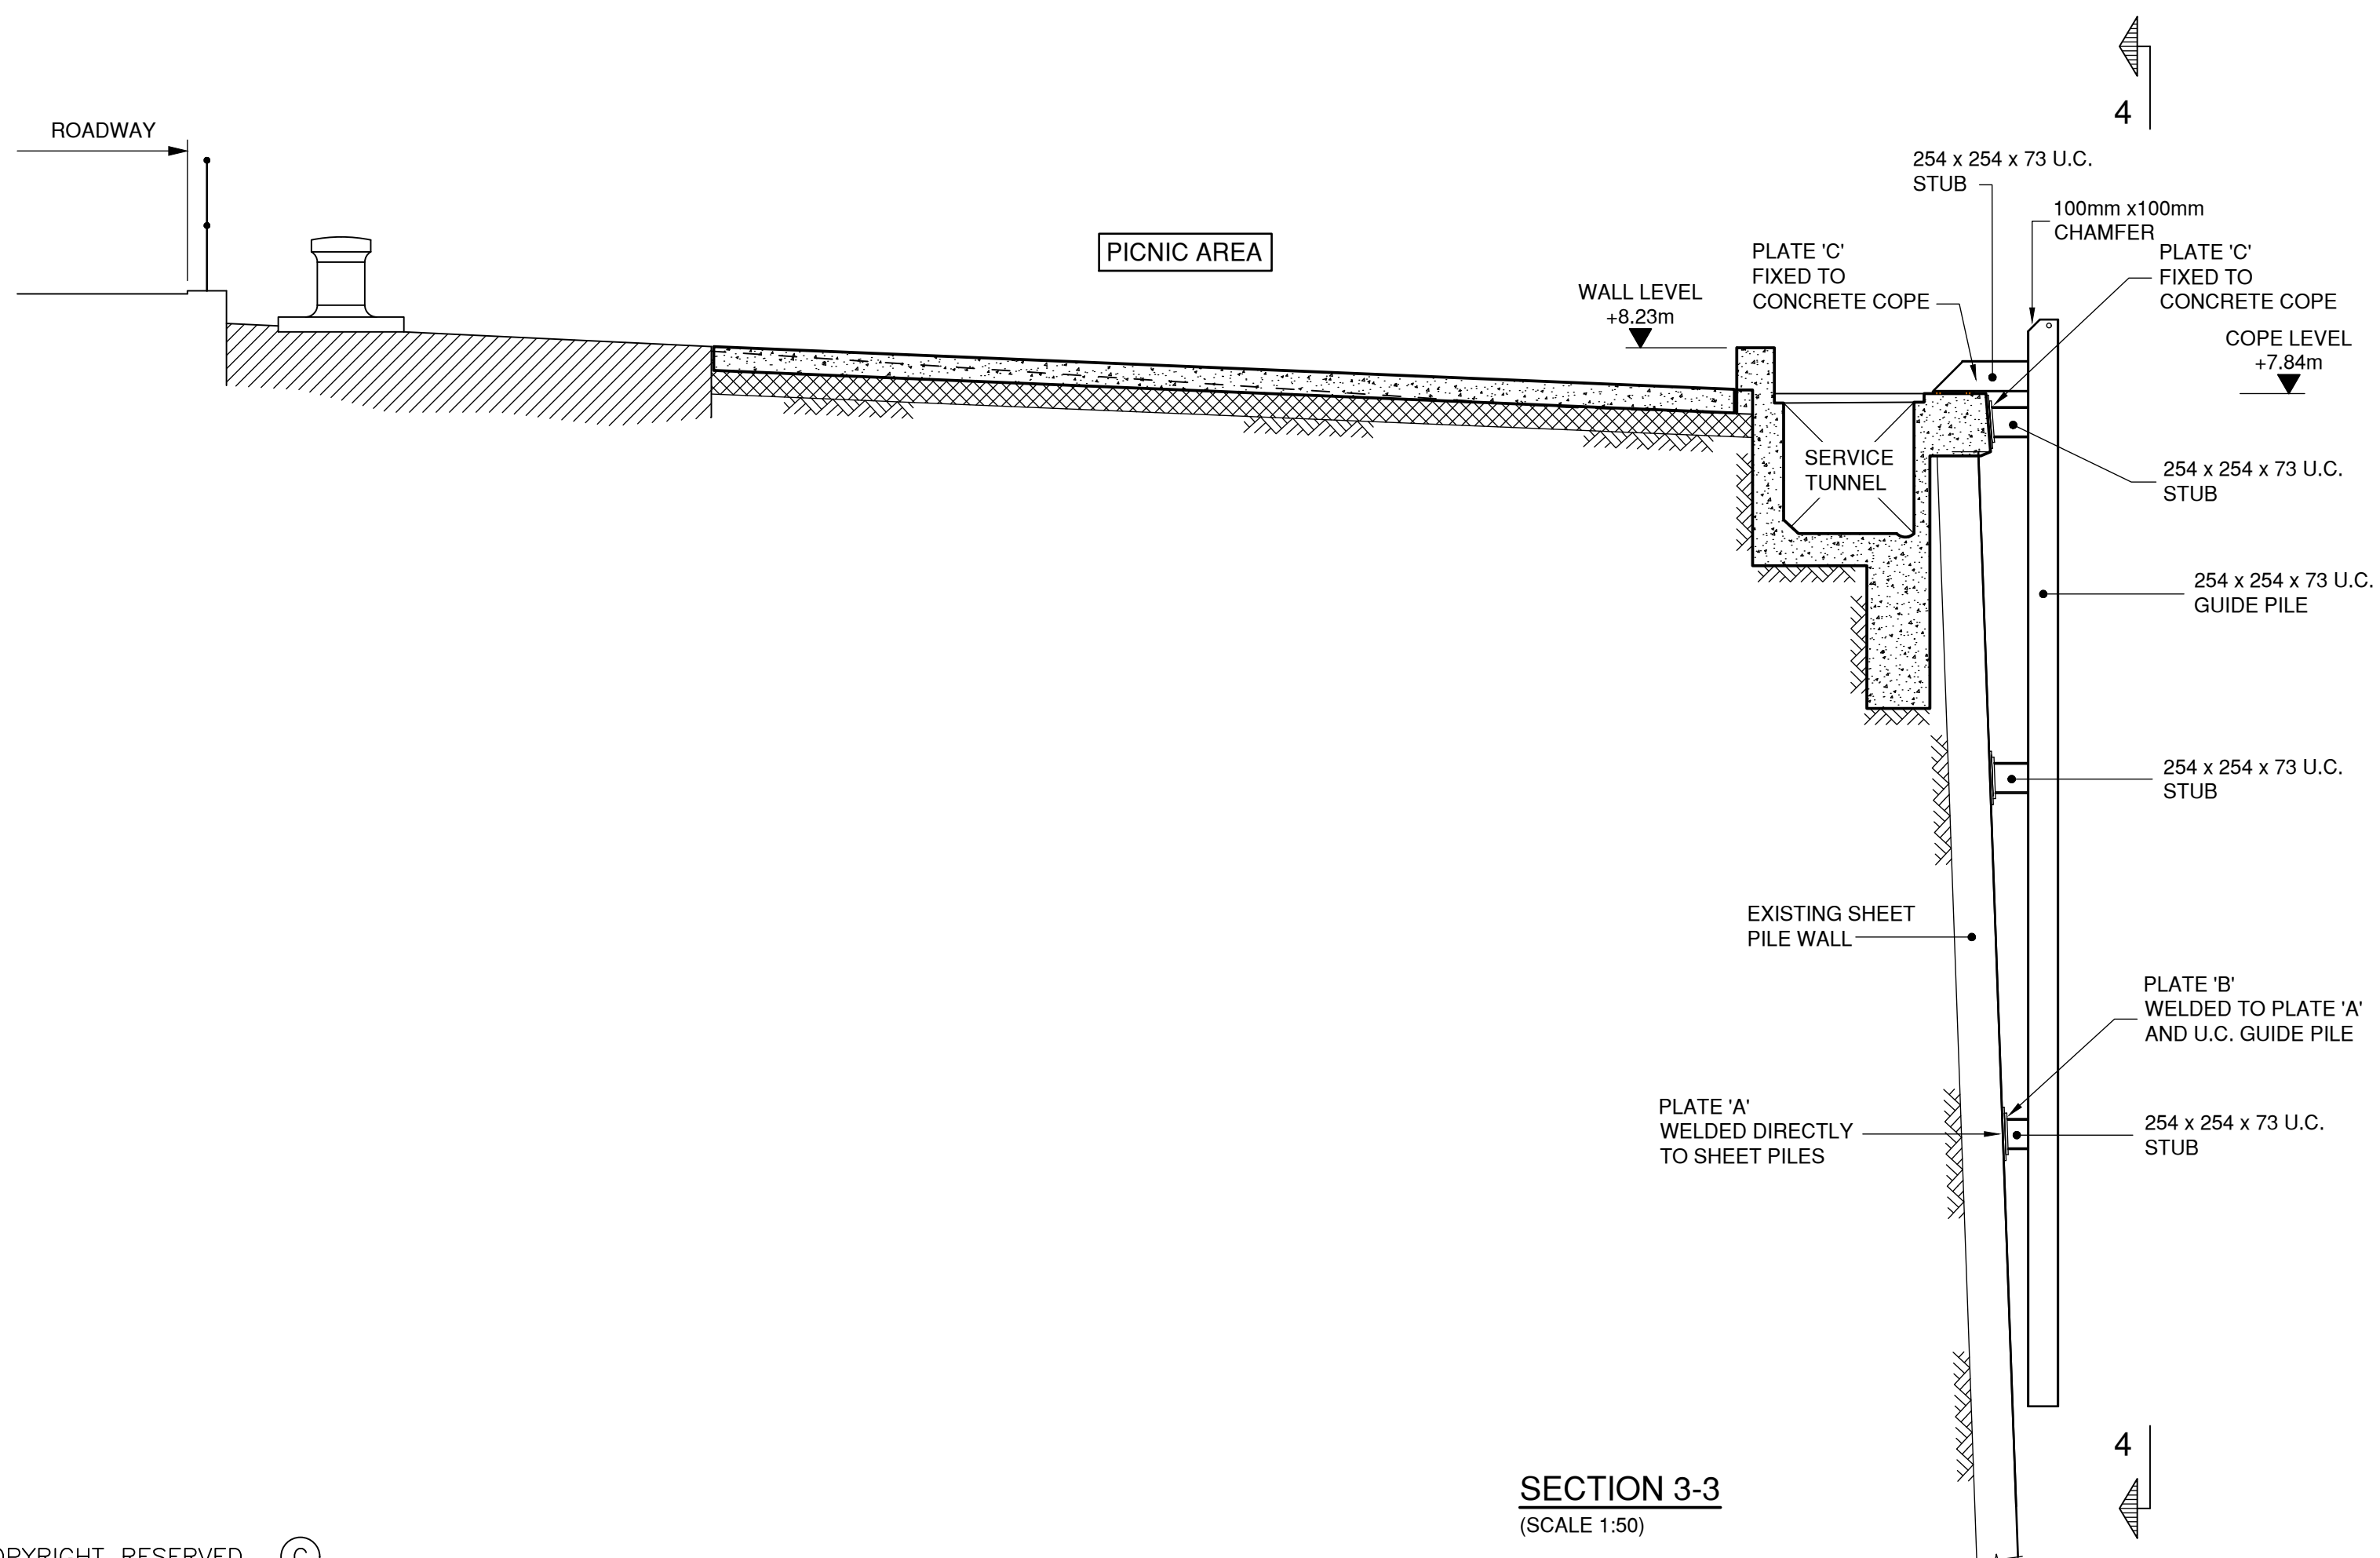 4
ROADWAY
254 x 254 x 73 U.C.
STUB
100mm x100mm
CHAMFER
PICNIC AREA
PLATE 'C'
FIXED TO
CONCRETE COPE
PLATE 'C'
FIXED TO
CONCRETE COPE
WALL LEVEL
+8.23m
COPE LEVEL
+7.84m
SERVICE
TUNNEL
254 x 254 x 73 U.C.
STUB
254 x 254 x 73 U.C.
GUIDE PILE
254 x 254 x 73 U.C.
STUB
EXISTING SHEET
PILE WALL
PLATE 'B'
WELDED TO PLATE 'A'
AND U.C. GUIDE PILE
PLATE 'A'
WELDED DIRECTLY
TO SHEET PILES
254 x 254 x 73 U.C.
STUB
4
SECTION 3-3
(SCALE 1:50)
OPYRIGHT RESERVED C